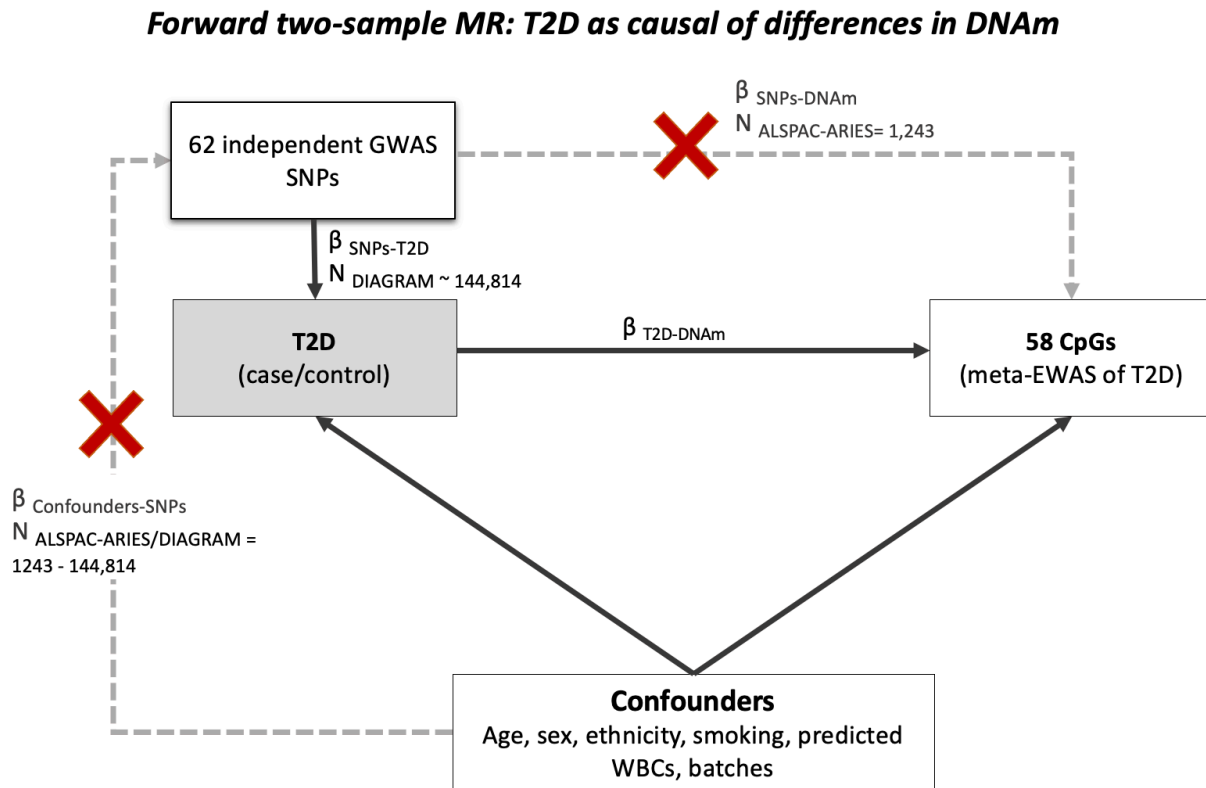 Forward two-sample MR: T2D as causal of differences in DNAm
62 independent GWAS
SNPs
β SNPs-DNAm
N ALSPAC-ARIES= 1,243
β SNPs-T2D
N DIAGRAM ~ 144,814
T2D
(case/control)
β T2D-DNAm
58 CpGs
(meta-EWAS of T2D)
β Confounders-SNPs
N ALSPAC-ARIES/DIAGRAM =
1243 - 144,814
Confounders
Age, sex, ethnicity, smoking, predicted
WBCs, batches